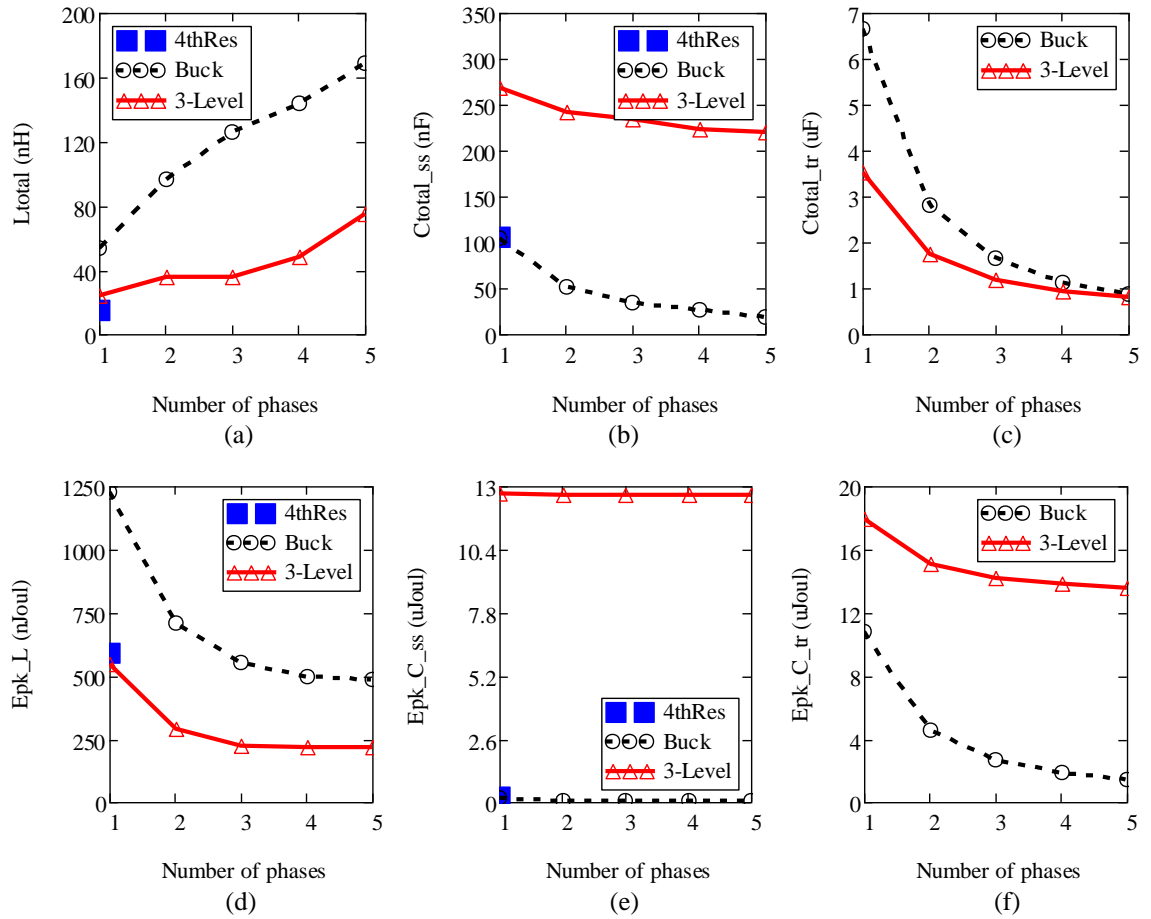 Ltotal (nH)
200
160
120
80
40
0
1 2 3 4 5
4thRes
Buck
3-Level
Number of phases
(a)
Ctotal_ss (nF)
350
300
250
200
150
100
50
0
1 2 3 4 5
4thRes
Buck
3-Level
Number of phases
(b)
Ctotal_tr (uF)
7
6
5
4
3
2
1
0
1 2 3 4 5
Buck
3-Level
Number of phases
(c)
Epk_L (nJoul)
1250
1000
750
500
250
0
1 2 3 4 5
4thRes
Buck
3-Level
Number of phases
(d)
Epk_C_ss (uJoul)
13
10.4
7.8
5.2
2.6
0
1 2 3 4 5
4thRes
Buck
3-Level
Number of phases
(e)
Epk_C_tr (uJoul)
20
16
12
8
4
0
1 2 3 4 5
Buck
3-Level
Number of phases
(f)